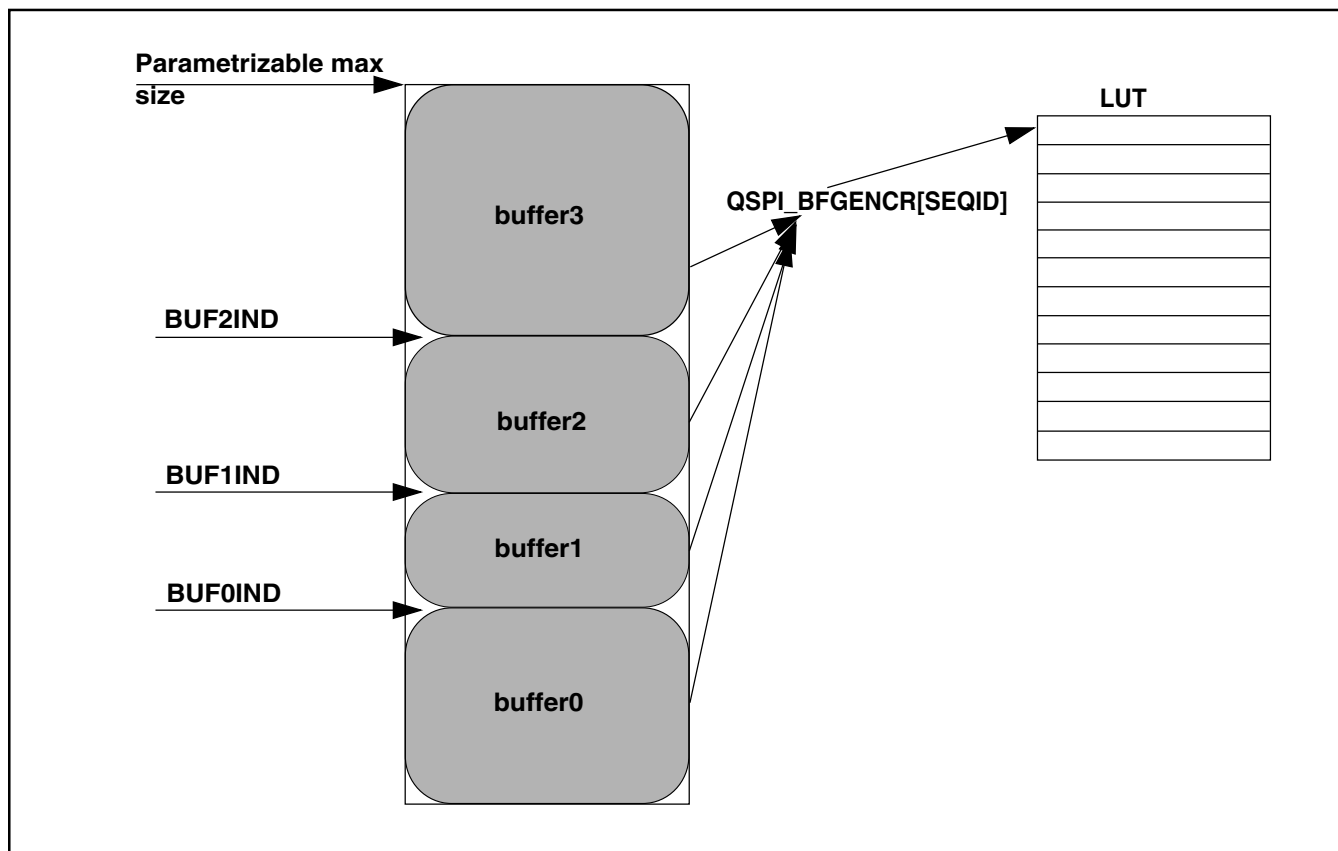 Parametrizable max
size
LUT
QSPI_BFGENCR[SEQID]
buffer3
BUF2IND
buffer2
BUF1IND
buffer1
BUF0IND
buffer0